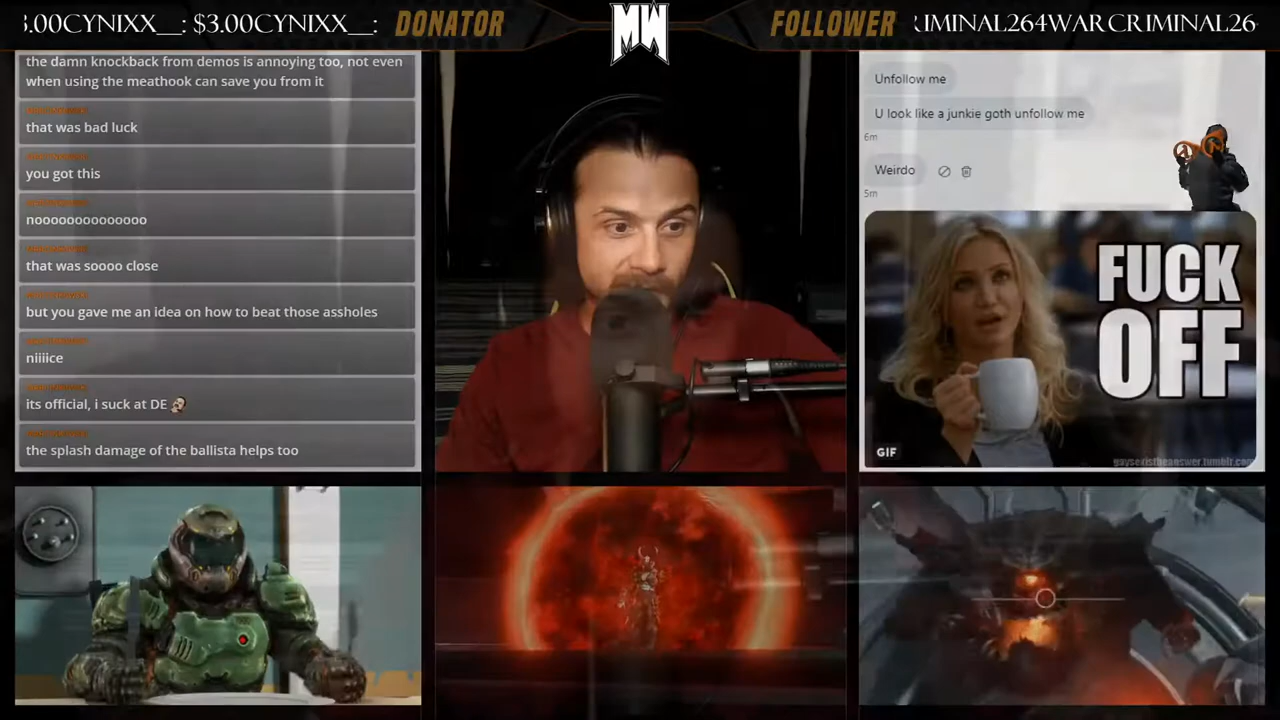 3.00CYNIXX__: $3.00CYNIXX__:
DONATOR
MW
FOLLOWER
RIMINAL264WARCRIMINAL26
the damn knockback from demos is annoying too, not even
when using the meathook can save you from it
that was bad luck
you got this
noooooooooooooo
that was soooo close
but you gave me an idea on how to beat those assholes
niiiice
its official, i suck at DE
the splash damage of the ballista helps too
Unfollow me
U look like a junkie goth unfollow me
6m
Weirdo
5m
FUCK
OFF
GIF
gaysexistheanswer.tumblr.com